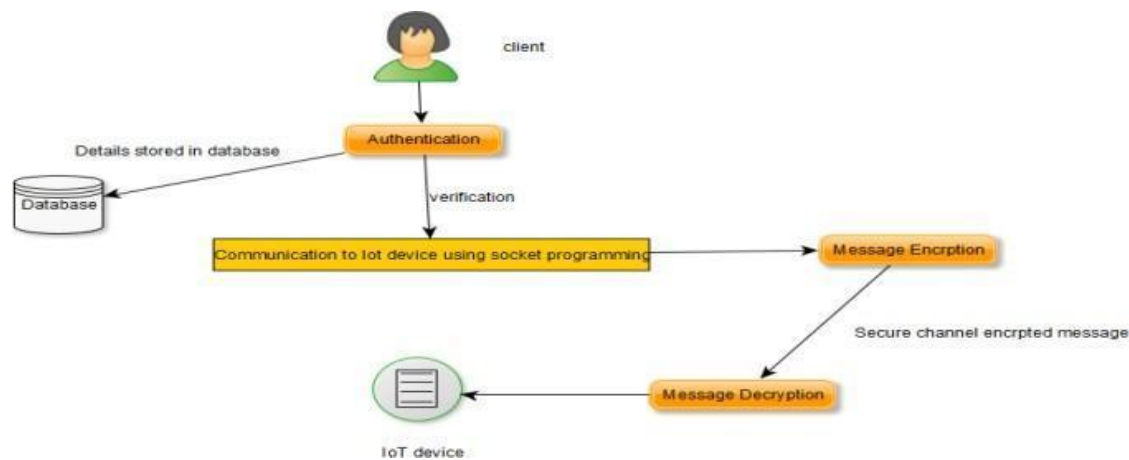 client
Authentication
Details stored in database
Database
verification
Communication to Iot device using socket programming
Message Encrption
Secure channel encrpted message
Message Decryption
IoT device